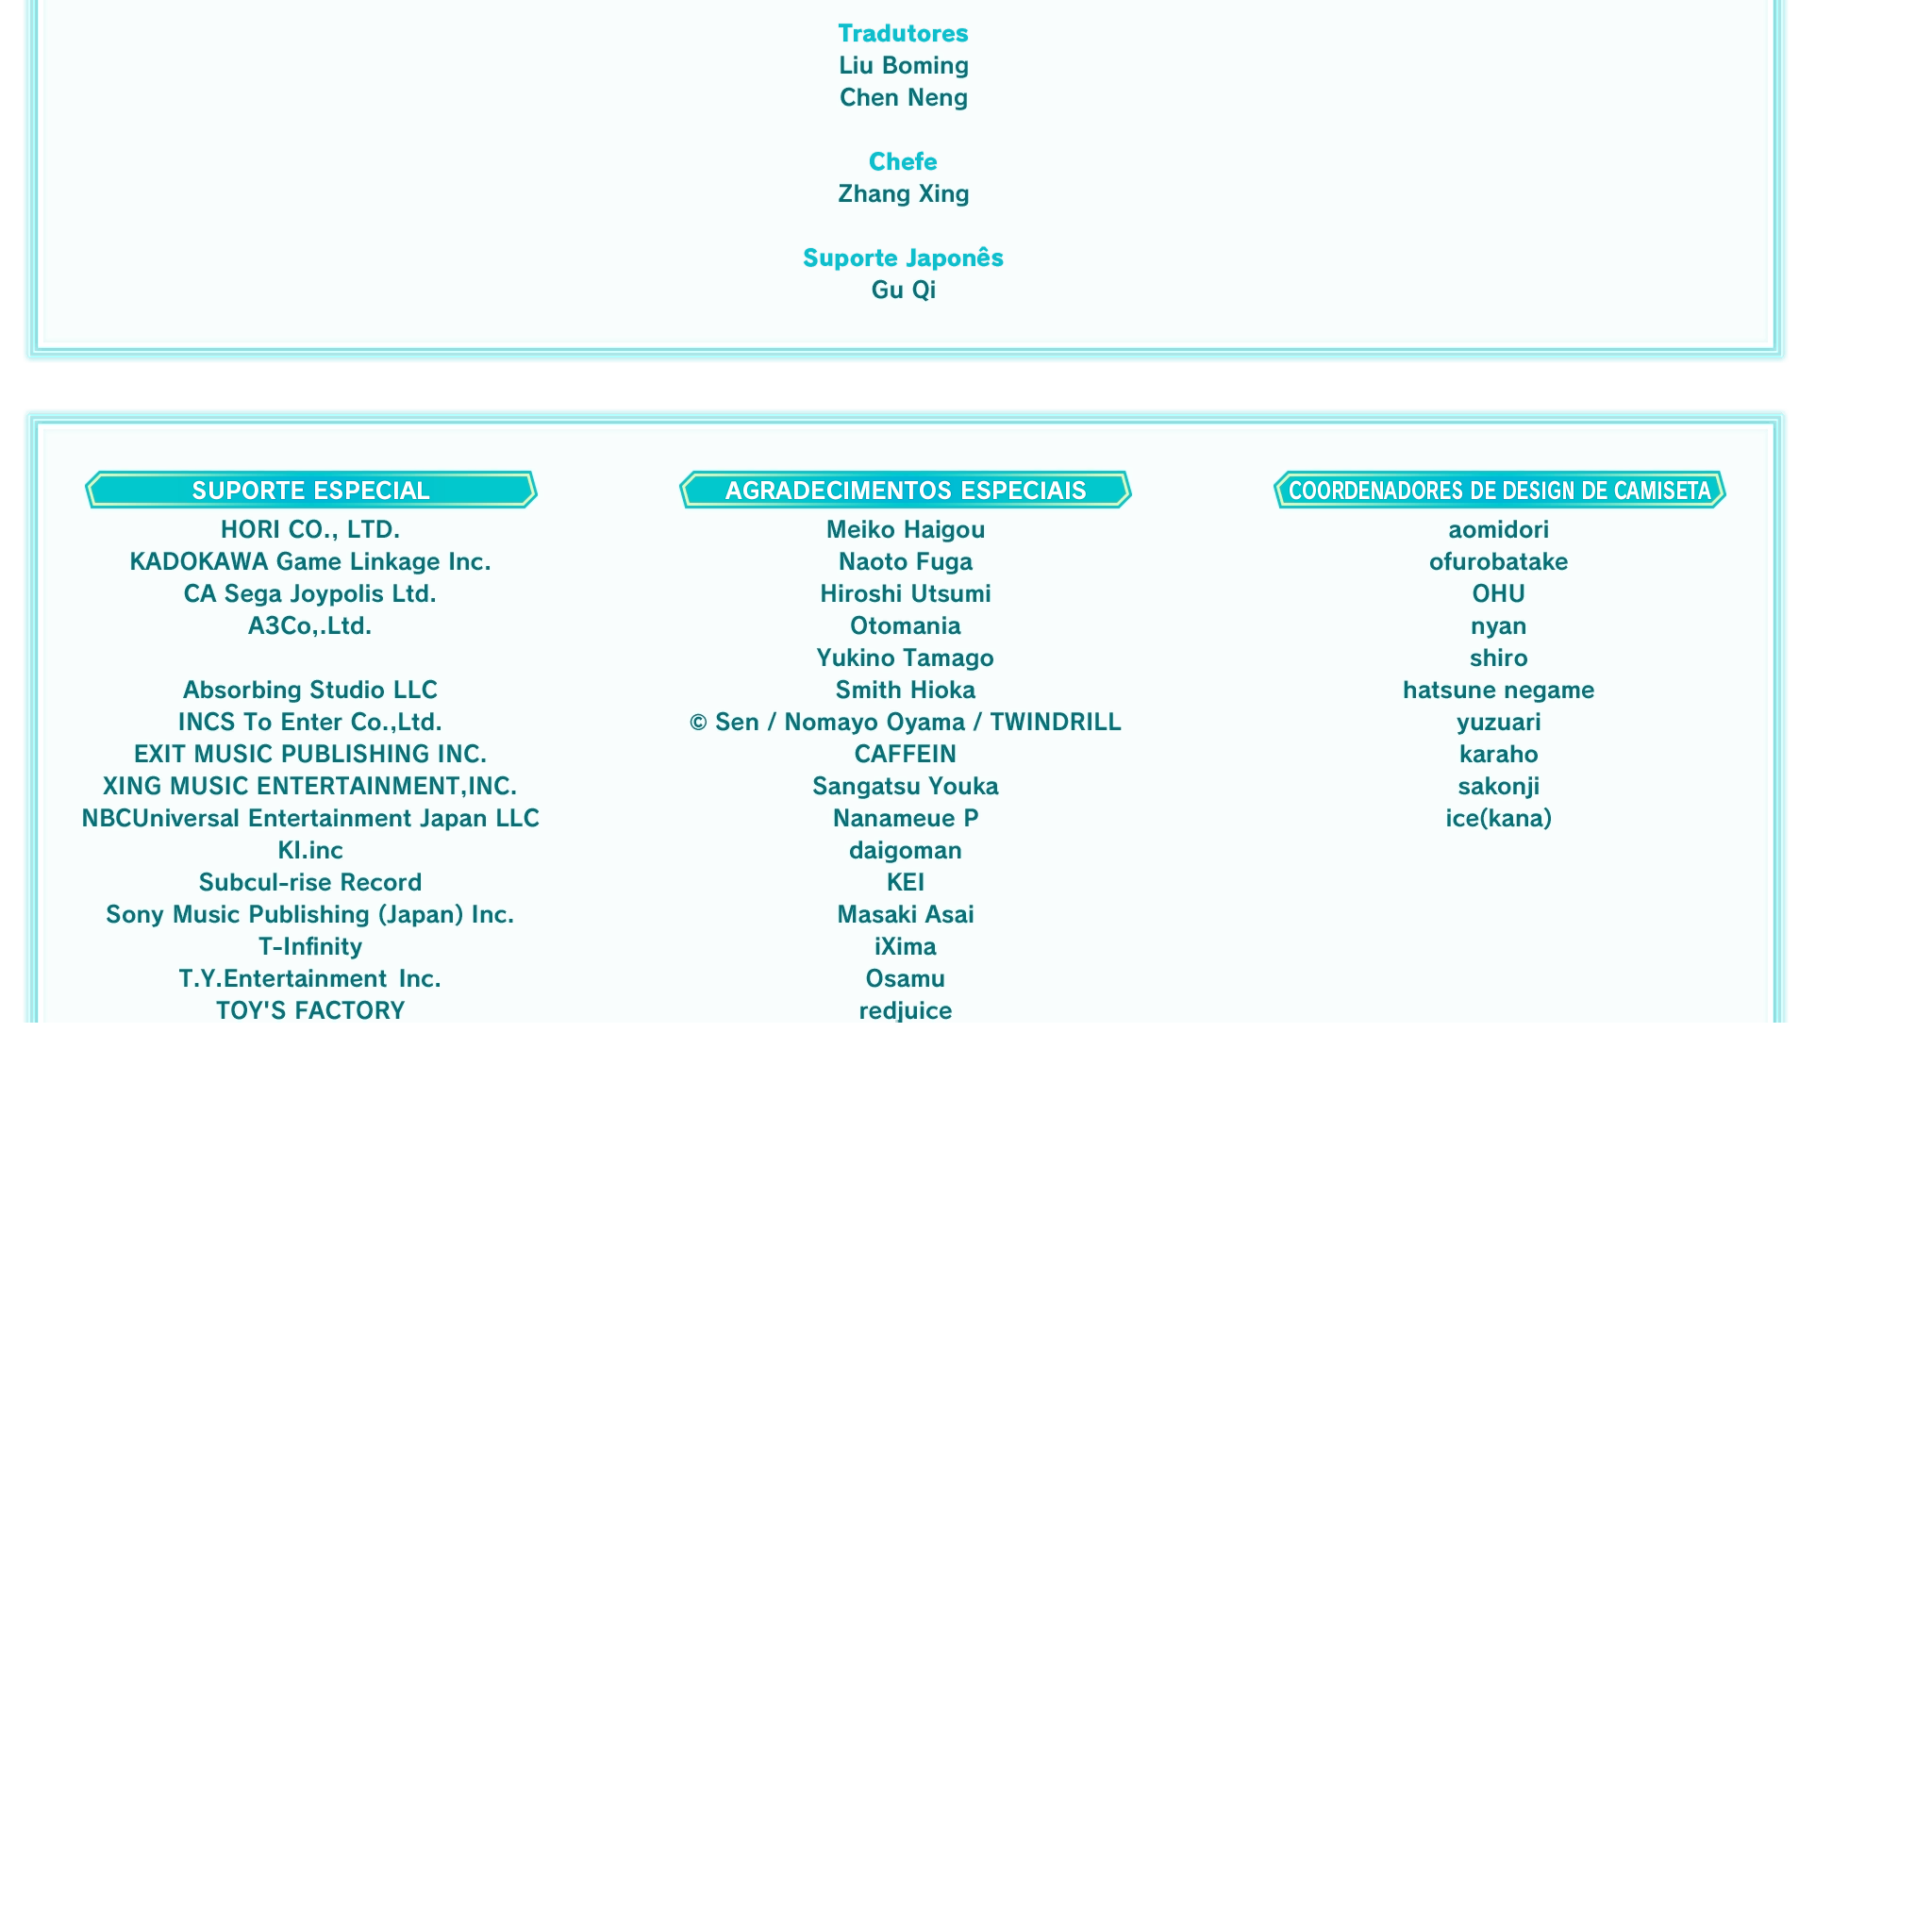 Tradutores
Liu Boming
Chen Neng
Chefe
Zhang Xing
Suporte Japonês
Gu Qi
SUPORTE ESPECIAL
HORI CO., LTD.
KADOKAWA Game Linkage Inc.
CA Sega Joypolis Ltd.
A3Co,.Ltd.
Absorbing Studio LLC
INCS To Enter Co.,Ltd.
EXIT MUSIC PUBLISHING INC.
XING MUSIC ENTERTAINMENT,INC.
NBCUniversal Entertainment Japan LLC
KI.inc
Subcul-rise Record
Sony Music Publishing (Japan) Inc.
T-Infinity
T.Y.Entertainment Inc.
TOY'S FACTORY
AGRADECIMENTOS ESPECIAIS
Meiko Haigou
Naoto Fuga
Hiroshi Utsumi
Otomania
Yukino Tamago
Smith Hioka
© Sen / Nomayo Oyama / TWINDRILL
CAFFEIN
Sangatsu Youka
Nanameue P
daigoman
KEI
Masaki Asai
iXima
Osamu
redjuice
COORDENADORES DE DESIGN DE CAMISETA
aomidori
ofurobatake
OHU
nyan
shiro
hatsune negame
yuzuari
karaho
sakonji
ice(kana)